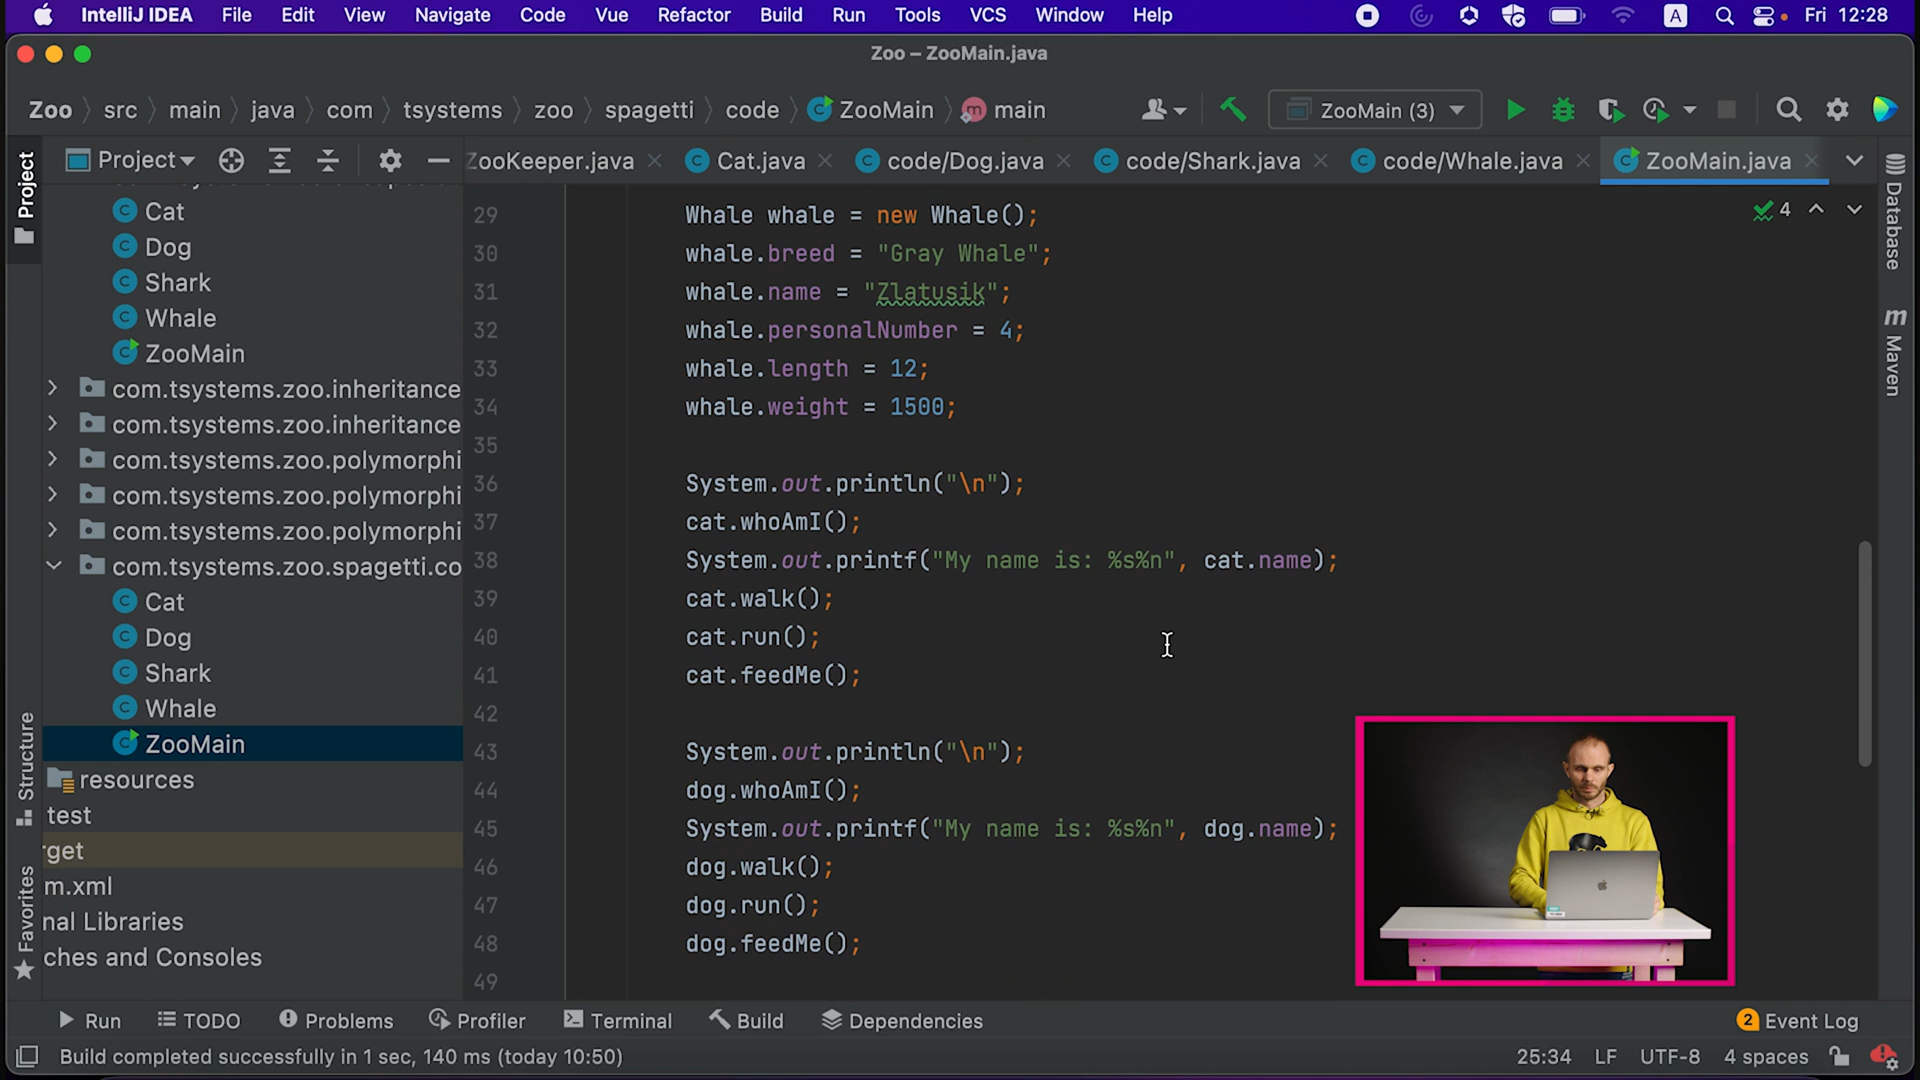 IntelliJ IDEA File Edit View Navigate Code Vue Refactor Build Run Tools VCS Window Help A Fri 12:28
Zoo – ZooMain.java
Zoo src main java com tsystems zoo spagetti code ZooMain m main ZooMain (3)
Project ZooKeeper.java Cat.java code/Dog.java code/Shark.java code/Whale.java ZooMain.java
4
Project
Structure
Favorites
Database
m Maven
Cat
Dog
Shark
Whale
ZooMain
com.tsystems.zoo.inheritance
com.tsystems.zoo.inheritance
com.tsystems.zoo.polymorphi
com.tsystems.zoo.polymorphi
com.tsystems.zoo.polymorphi
com.tsystems.zoo.spagetti.co
Cat
Dog
Shark
Whale
ZooMain
resources
test
rget
m.xml
nal Libraries
ches and Consoles
29 Whale whale = new Whale();
30 whale.breed = "Gray Whale";
31 whale.name = "Zlatusik";
32 whale.personalNumber = 4;
33 whale.length = 12;
34 whale.weight = 1500;
35
36 System.out.println("\n");
37 cat.whoAmI();
38 System.out.printf("My name is: %s%n", cat.name);
39 cat.walk();
40 cat.run();
41 cat.feedMe();
42
43 System.out.println("\n");
44 dog.whoAmI();
45 System.out.printf("My name is: %s%n", dog.name);
46 dog.walk();
47 dog.run();
48 dog.feedMe();
49
Run TODO Problems Profiler Terminal Build Dependencies 2 Event Log
Build completed successfully in 1 sec, 140 ms (today 10:50) 25:34 LF UTF-8 4 spaces